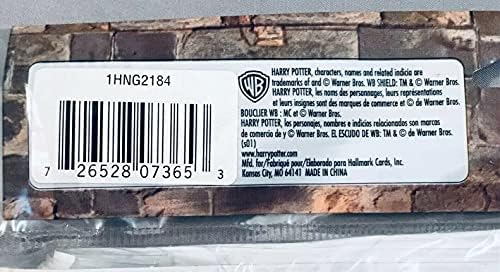 1HNG2184
7 26528 07365 3
WB
HARRY POTTER, characters, names and related indicia are
trademarks of and © Warner Bros. WB SHIELD: TM & © Warner Bros.
HARRY POTTER, les noms des personnages, leurs représentations
et leurs insignes sont des marques de commerce et © de Warner Bros.
BOUCLIER WB : MC et © Warner Bros.
HARRY POTTER, los personajes, nombres e indicios relacionados son marcas
de comercio de y © Warner Bros. EL ESCUDO DE WB: TM & © Warner Bros.
(s01)
www.harrypotter.com
Mfd. for/Fabriqué pour/Elaborado para Hallmark Cards, Inc.
Kansas City, MO 64141 MADE IN CHINA